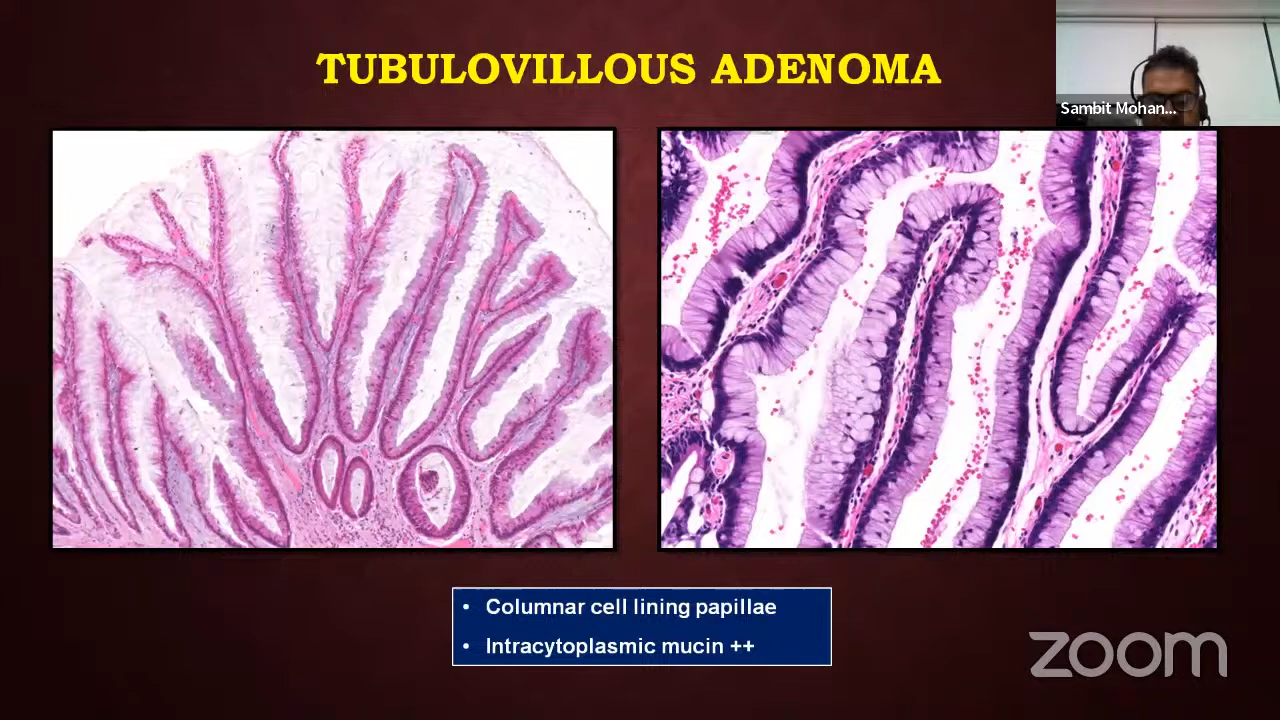 TUBULOVILLOUS ADENOMA
Sambit Mohan...
• Columnar cell lining papillae
• Intracytoplasmic mucin ++
zoom